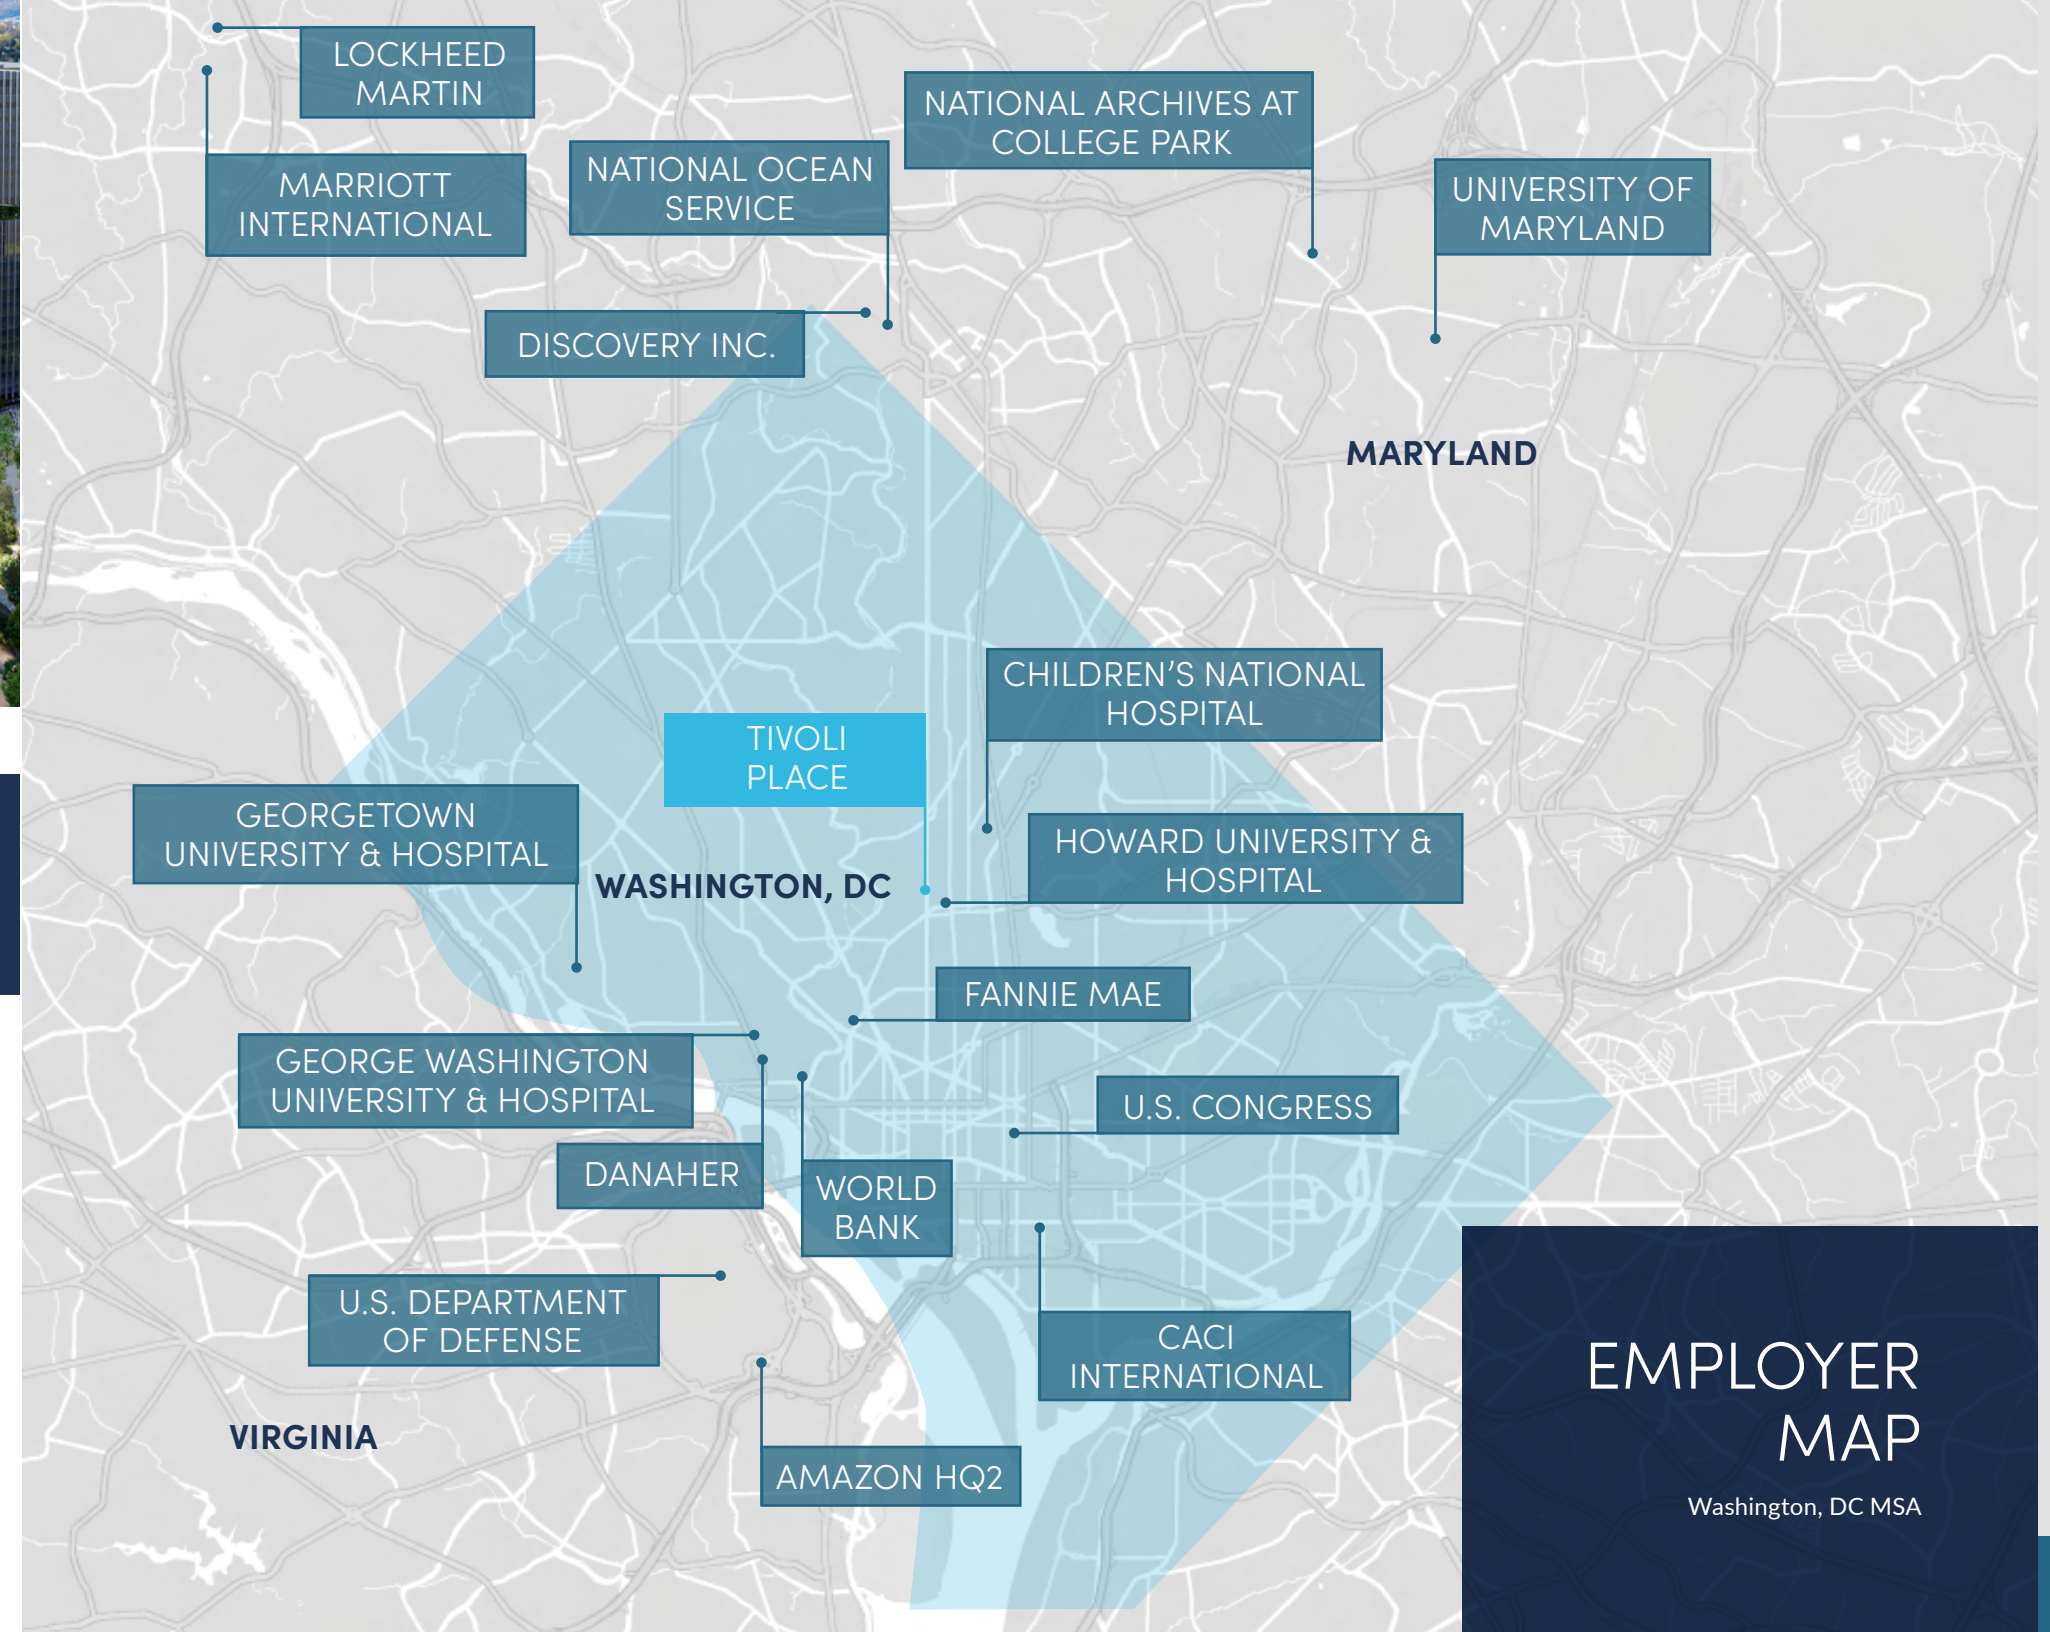 LOCKHEED
MARTIN
NATIONAL ARCHIVES AT
COLLEGE PARK
MARRIOTT
INTERNATIONAL
NATIONAL OCEAN
SERVICE
UNIVERSITY OF
MARYLAND
DISCOVERY INC.
MARYLAND
CHILDREN'S NATIONAL
HOSPITAL
TIVOLI
PLACE
GEORGETOWN
UNIVERSITY & HOSPITAL
WASHINGTON, DC
HOWARD UNIVERSITY &
HOSPITAL
FANNIE MAE
GEORGE WASHINGTON
UNIVERSITY & HOSPITAL
U.S. CONGRESS
DANAHER
WORLD
BANK
U.S. DEPARTMENT
OF DEFENSE
CACI
INTERNATIONAL
VIRGINIA
AMAZON HQ2
EMPLOYER
MAP
Washington, DC MSA